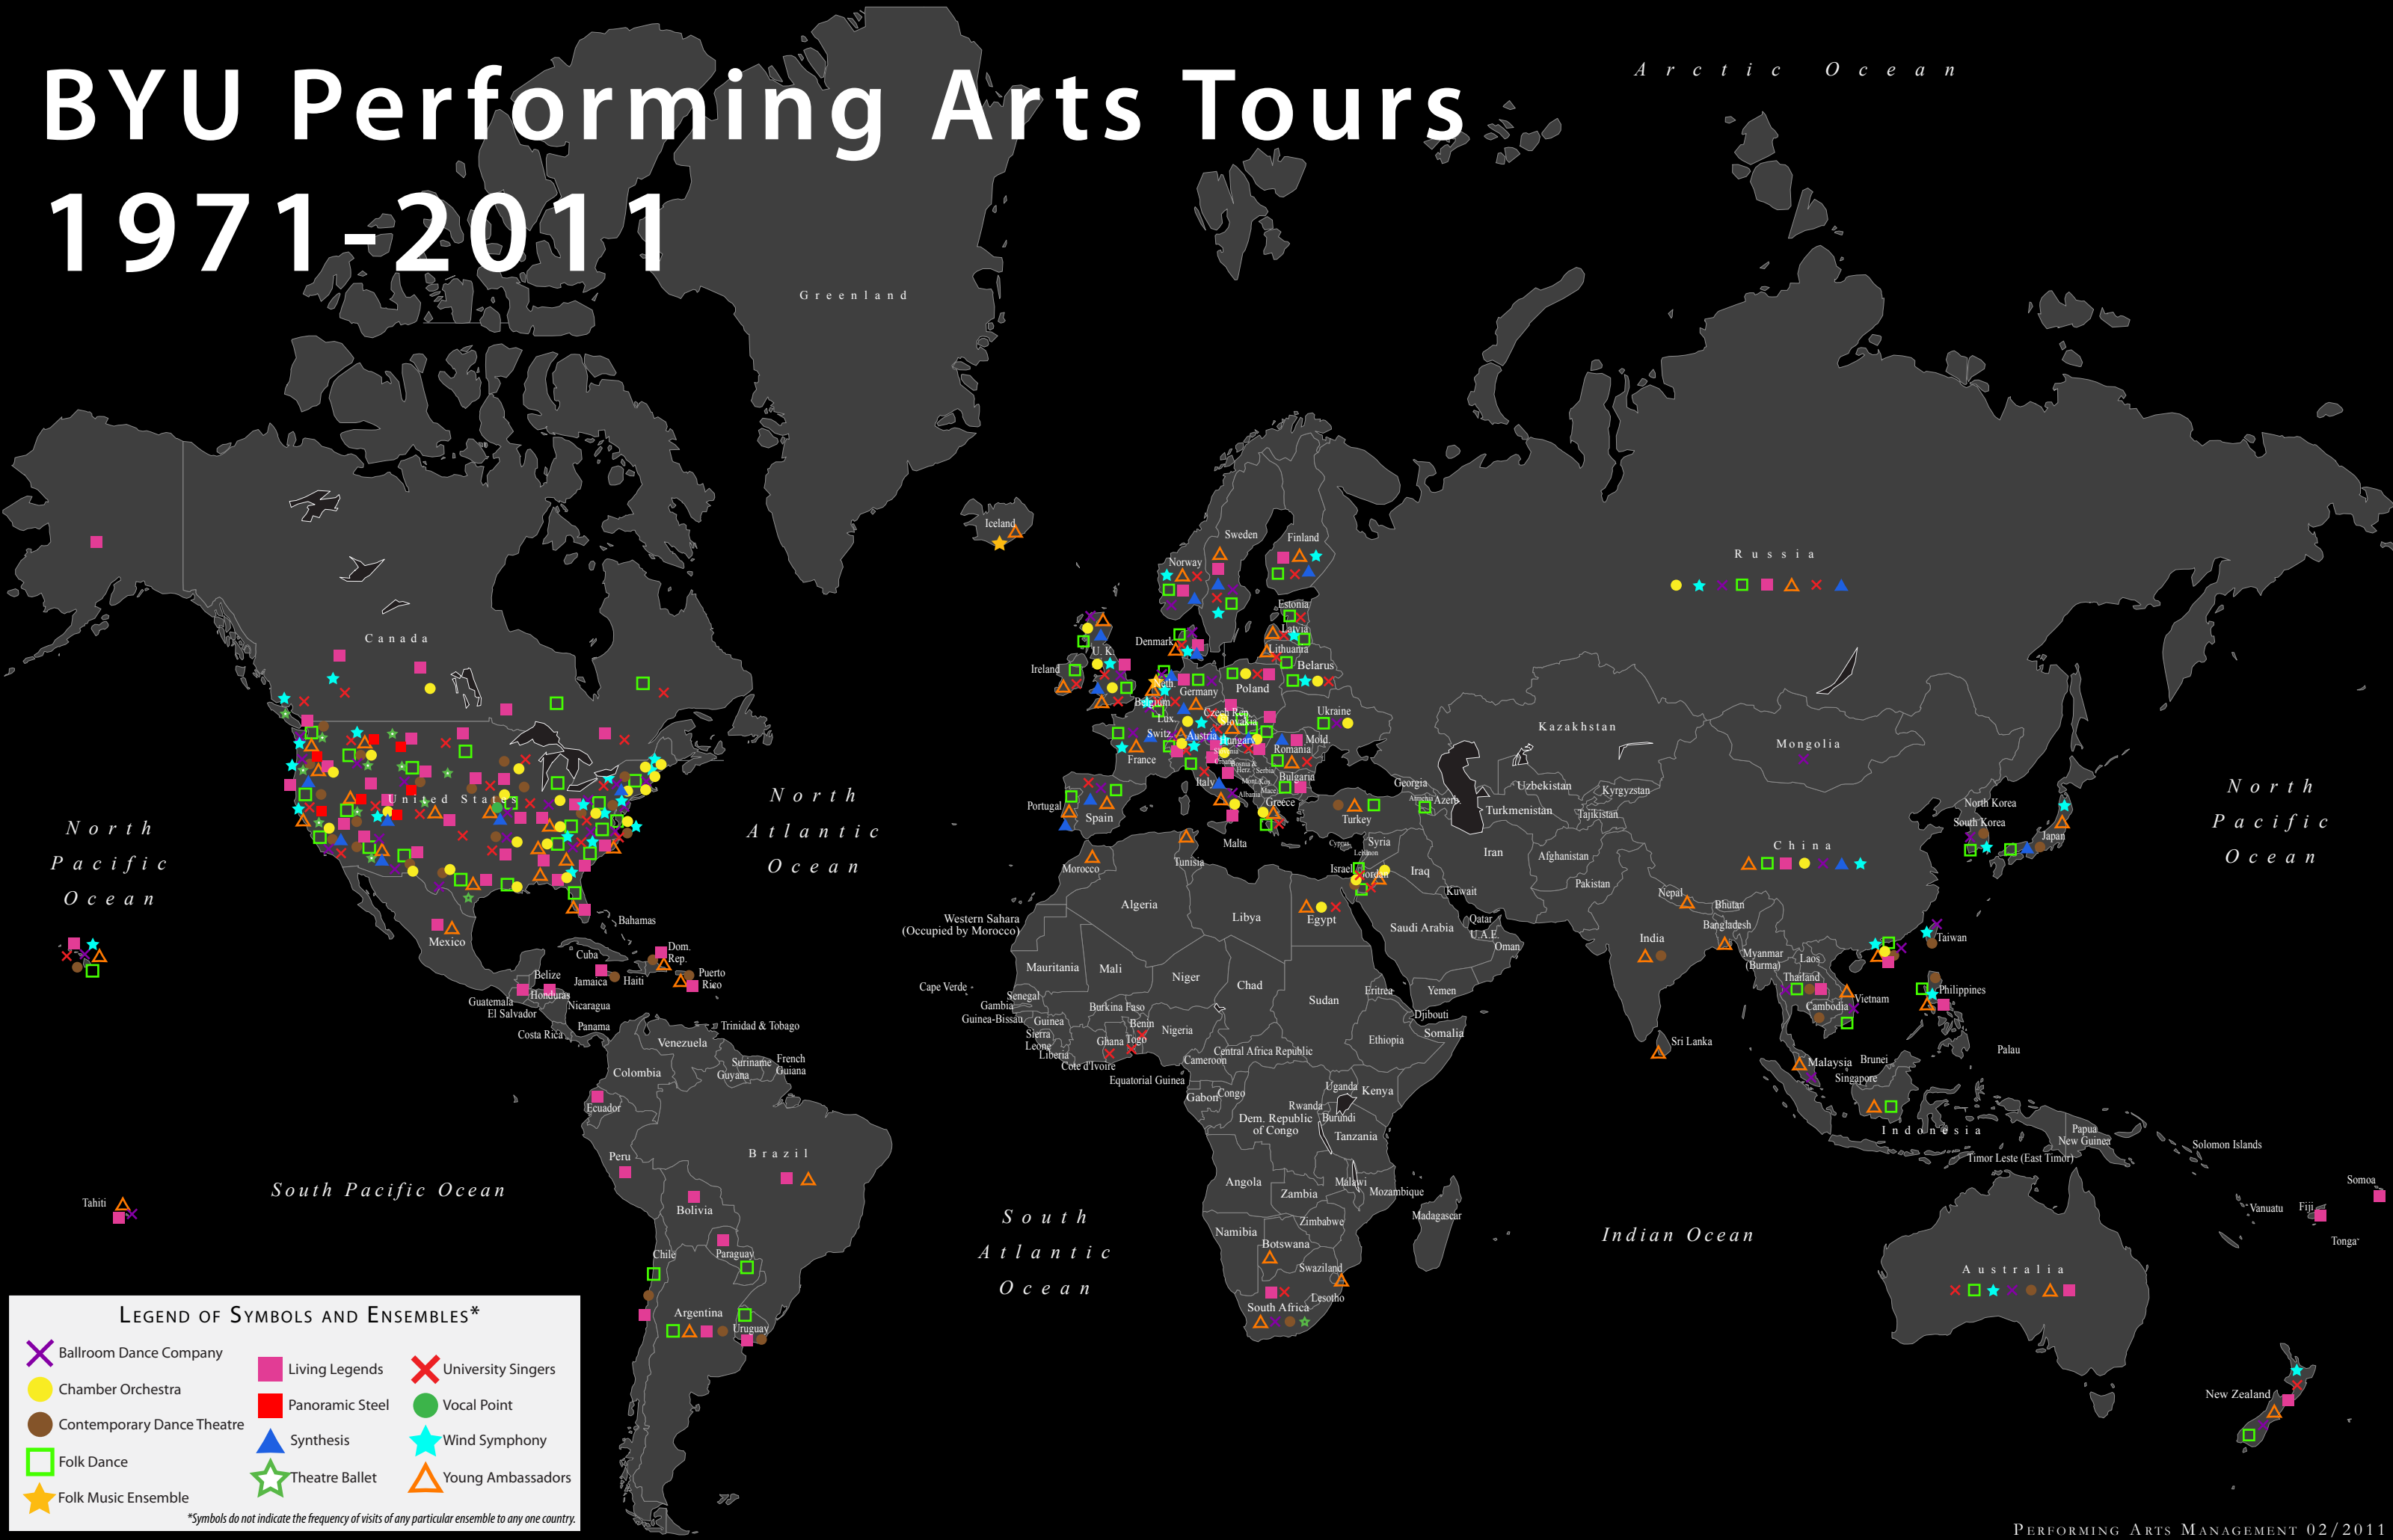 BYU Performing Arts Tours
1971-2011
Arctic Ocean
Greenland
Iceland
Sweden
Finland
Norway
Russia
Canada
Estonia
Latvia
Denmark
Lithuania
U.K.
Ireland
Belarus
Neth.
Poland
Germany
Belgium
Ukraine
Czech Rep.
Lux.
Slovakia
Kazakhstan
Switz.
Austria
Hungary
Mold.
Mongolia
France
Romania
Bosnia &
Herz.
Serbia
Bulgaria
Italy
Mont.
Kos.
Georgia
Uzbekistan
Kyrgyzstan
North
Pacific
Ocean
United States
North
Atlantic
Ocean
Albania
Mace.
Azerb.
Portugal
Spain
Greece
Turkey
Turkmenistan
Tajikistan
North Korea
South Korea
Japan
North
Pacific
Ocean
Malta
Cyprus
Syria
Lebanon
Iran
Afghanistan
China
Morocco
Tunisia
Israel
Jordan
Iraq
Pakistan
Kuwait
Nepal
Bhutan
Algeria
Libya
Egypt
Western Sahara
(Occupied by Morocco)
Saudi Arabia
Qatar
U.A.E.
Oman
Bangladesh
India
Myanmar
(Burma)
Laos
Taiwan
Mexico
Bahamas
Cuba
Dom.
Rep.
Belize
Jamaica
Haiti
Puerto
Rico
Guatemala
Honduras
El Salvador
Nicaragua
Costa Rica
Panama
Trinidad & Tobago
Mauritania
Mali
Niger
Chad
Sudan
Eritrea
Yemen
Cape Verde
Senegal
Gambia
Guinea-Bissau
Guinea
Sierra
Leone
Liberia
Burkina Faso
Benin
Ghana
Togo
Nigeria
Cote d'Ivoire
Cameroon
Central Africa Republic
Equatorial Guinea
Djibouti
Somalia
Ethiopia
Thailand
Cambodia
Vietnam
Philippines
Sri Lanka
Malaysia
Brunei
Palau
Singapore
Venezuela
Colombia
Guyana
Suriname
French
Guiana
Ecuador
Gabon
Congo
Uganda
Kenya
Rwanda
Burundi
Dem. Republic
of Congo
Tanzania
Indonesia
Papua
New Guinea
Solomon Islands
Timor Leste (East Timor)
Peru
Brazil
Bolivia
South Pacific Ocean
Tahiti
Angola
Zambia
Malawi
Mozambique
Madagascar
Zimbabwe
Namibia
Botswana
Swaziland
Lesotho
South Africa
South
Atlantic
Ocean
Indian Ocean
Somoa
Vanuatu
Fiji
Tonga
Chile
Paraguay
Argentina
Uruguay
Australia
New Zealand
Legend of Symbols and Ensembles*
Ballroom Dance Company
Chamber Orchestra
Contemporary Dance Theatre
Folk Dance
Folk Music Ensemble
Living Legends
Panoramic Steel
Synthesis
Theatre Ballet
University Singers
Vocal Point
Wind Symphony
Young Ambassadors
*Symbols do not indicate the frequency of visits of any particular ensemble to any one country.
Performing Arts Management 02/2011